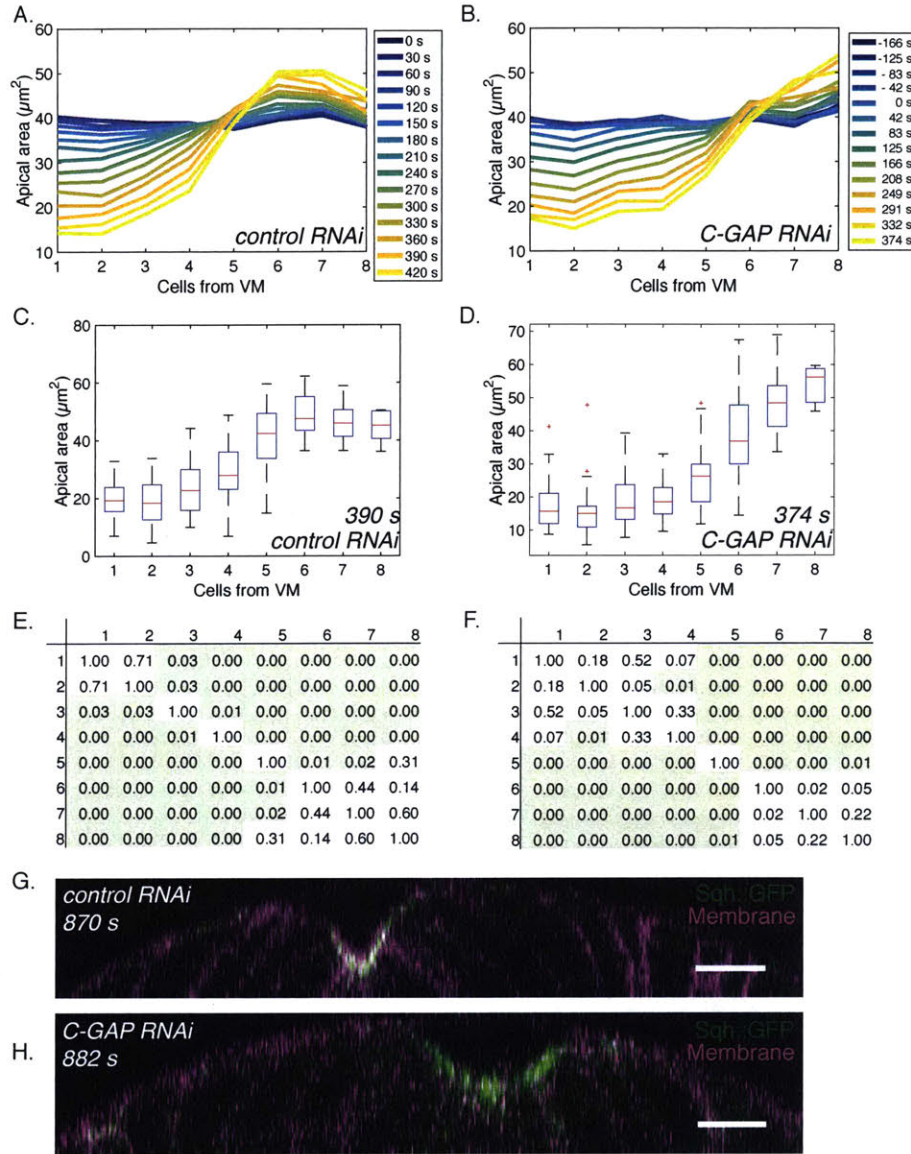 A.
60
50
40
30
20
10
Apical area (μm²)
1 2 3 4 5 6 7 8
Cells from VM
control RNAi
0 s
30 s
60 s
90 s
120 s
150 s
180 s
210 s
240 s
270 s
300 s
330 s
360 s
390 s
420 s
B.
60
50
40
30
20
10
Apical area (μm²)
1 2 3 4 5 6 7 8
Cells from VM
C-GAP RNAi
-166 s
-125 s
- 83 s
- 42 s
0 s
42 s
83 s
125 s
166 s
208 s
249 s
291 s
332 s
374 s
C.
80
60
40
20
0
Apical area (μm²)
1 2 3 4 5 6 7 8
Cells from VM
390 s
control RNAi
D.
70
60
50
40
30
20
10
Apical area (μm²)
1 2 3 4 5 6 7 8
Cells from VM
374 s
C-GAP RNAi
E.
1 2 3 4 5 6 7 8
1 1.00 0.71 0.03 0.00 0.00 0.00 0.00 0.00
2 0.71 1.00 0.03 0.00 0.00 0.00 0.00 0.00
3 0.03 0.03 1.00 0.01 0.00 0.00 0.00 0.00
4 0.00 0.00 0.01 1.00 0.00 0.00 0.00 0.00
5 0.00 0.00 0.00 0.00 1.00 0.01 0.02 0.31
6 0.00 0.00 0.00 0.00 0.01 1.00 0.44 0.14
7 0.00 0.00 0.00 0.00 0.02 0.44 1.00 0.60
8 0.00 0.00 0.00 0.00 0.31 0.14 0.60 1.00
F.
1 2 3 4 5 6 7 8
1 1.00 0.18 0.52 0.07 0.00 0.00 0.00 0.00
2 0.18 1.00 0.05 0.01 0.00 0.00 0.00 0.00
3 0.52 0.05 1.00 0.33 0.00 0.00 0.00 0.00
4 0.07 0.01 0.33 1.00 0.00 0.00 0.00 0.00
5 0.00 0.00 0.00 0.00 1.00 0.00 0.00 0.01
6 0.00 0.00 0.00 0.00 0.00 1.00 0.02 0.05
7 0.00 0.00 0.00 0.00 0.00 0.02 1.00 0.22
8 0.00 0.00 0.00 0.00 0.01 0.05 0.22 1.00
G.
control RNAi
870 s
Sqh::GFP
Membrane
H.
C-GAP RNAi
882 s
Sqh::GFP
Membrane